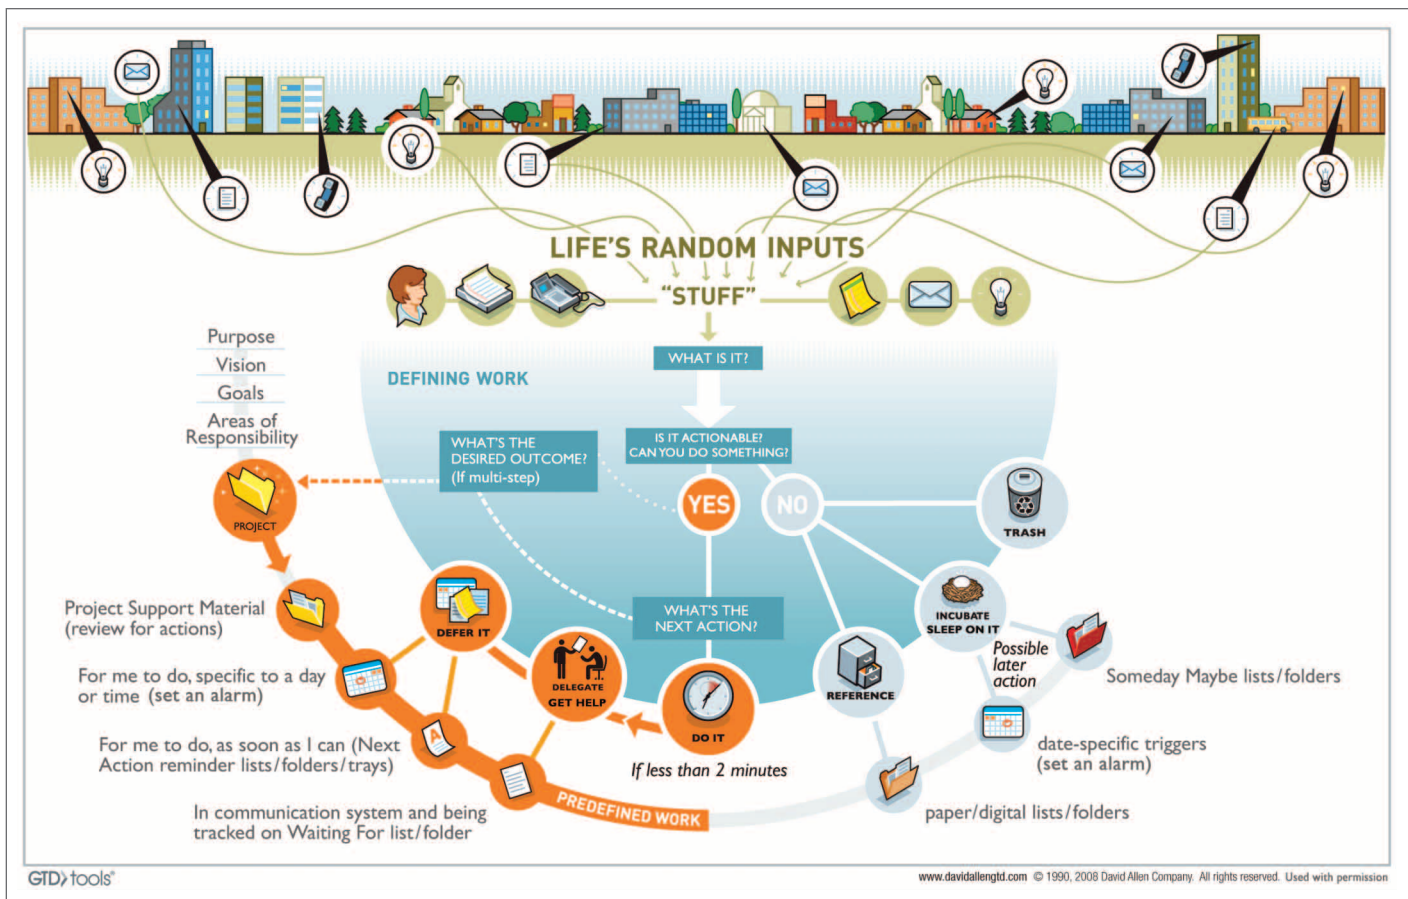 LIFE'S RANDOM INPUTS
"STUFF"
WHAT IS IT?
DEFINING WORK
Purpose
Vision
Goals
Areas of
Responsibility
IS IT ACTIONABLE?
CAN YOU DO SOMETHING?
WHAT'S THE
DESIRED OUTCOME?
(If multi-step)
YES
NO
PROJECT
TRASH
Project Support Material
(review for actions)
DEFER IT
WHAT'S THE
NEXT ACTION?
INCUBATE
SLEEP ON IT
Possible
later
action
Someday Maybe lists/folders
For me to do, specific to a day
or time (set an alarm)
DELEGATE
GET HELP
DO IT
REFERENCE
If less than 2 minutes
For me to do, as soon as I can (Next
Action reminder lists/folders/trays)
A
date-specific triggers
(set an alarm)
In communication system and being
tracked on Waiting For list/folder
PREDEFINED WORK
paper/digital lists/folders
GTD tools®
www.davidallengtd.com © 1990, 2008 David Allen Company. All rights reserved. Used with permission